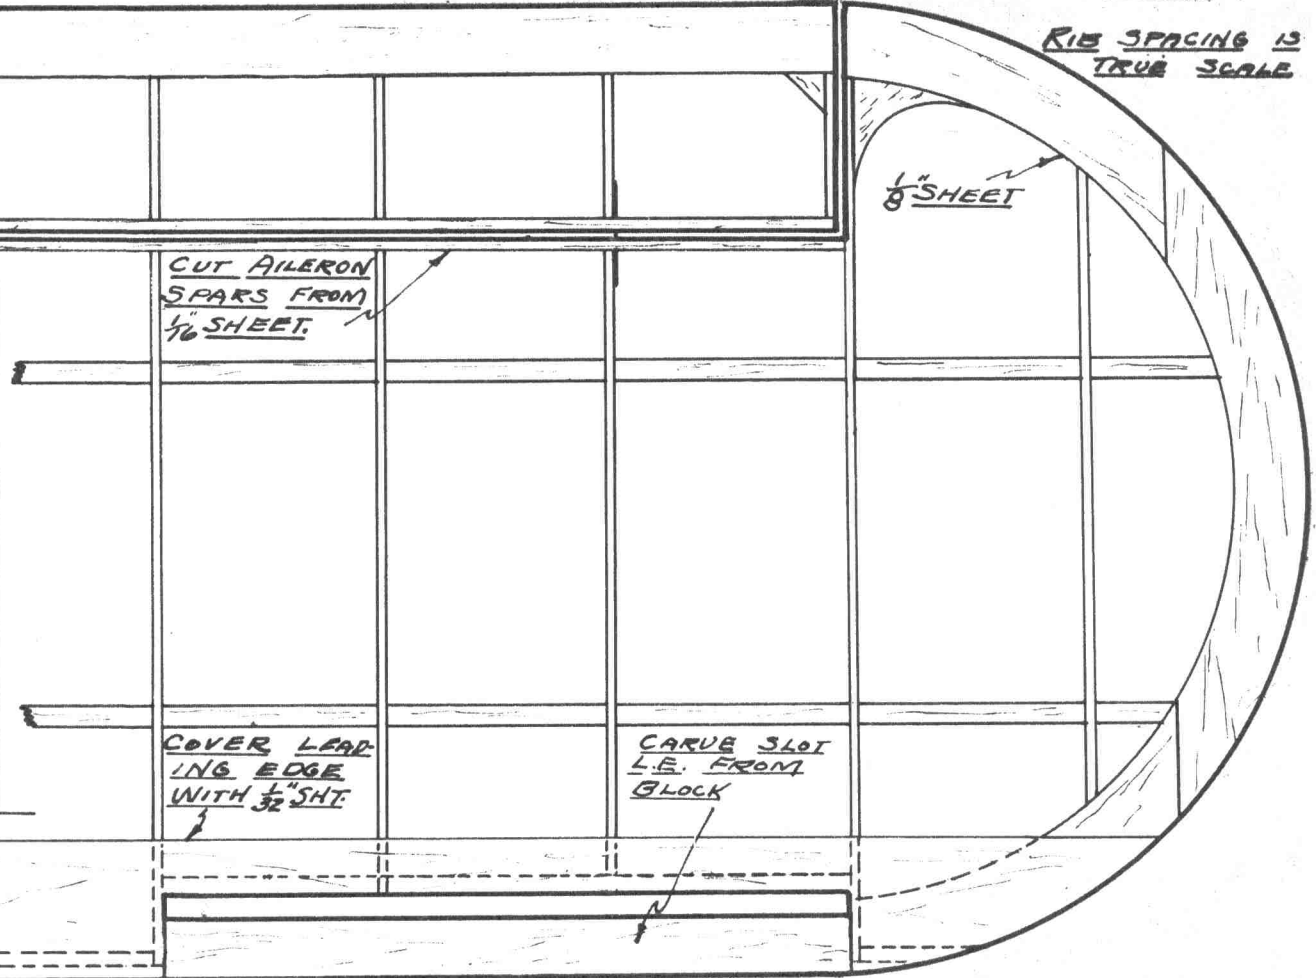 RIB SPACING IS
TRUE SCALE
1/8" SHEET
CUT AILERON
SPARS FROM
1/16" SHEET.
COVER LEAD-
ING EDGE
WITH 1/32" SHT.
CARVE SLOT
L.E. FROM
BLOCK